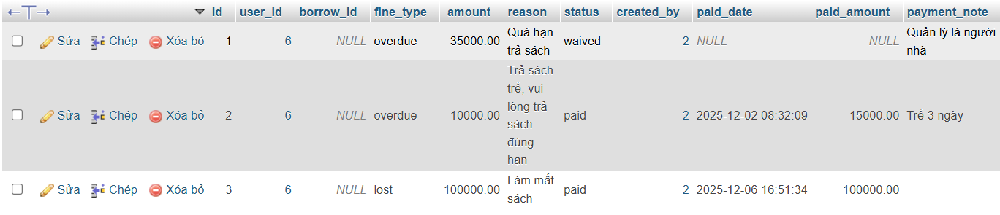 ←T→ id user_id borrow_id fine_type amount reason status created_by paid_date paid_amount payment_note
Sửa Chép Xóa bỏ 1 6 NULL overdue 35000.00 Quá hạn trả sách waived 2 NULL NULL Quản lý là người nhà
Sửa Chép Xóa bỏ 2 6 NULL overdue 10000.00 Trả sách trể, vui lòng trả sách đúng hạn paid 2 2025-12-02 08:32:09 15000.00 Trể 3 ngày
Sửa Chép Xóa bỏ 3 6 NULL lost 100000.00 Làm mất sách paid 2 2025-12-06 16:51:34 100000.00